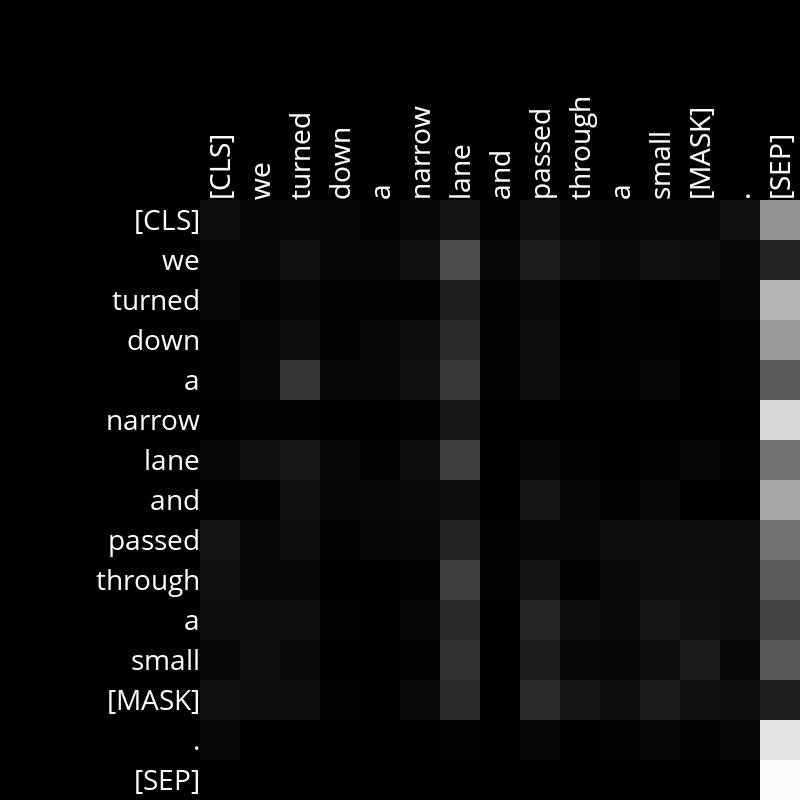 [CLS] we turned down a narrow lane and passed through a small [MASK] . [SEP]
[CLS]
we
turned
down
a
narrow
lane
and
passed
through
a
small
[MASK]
.
[SEP]